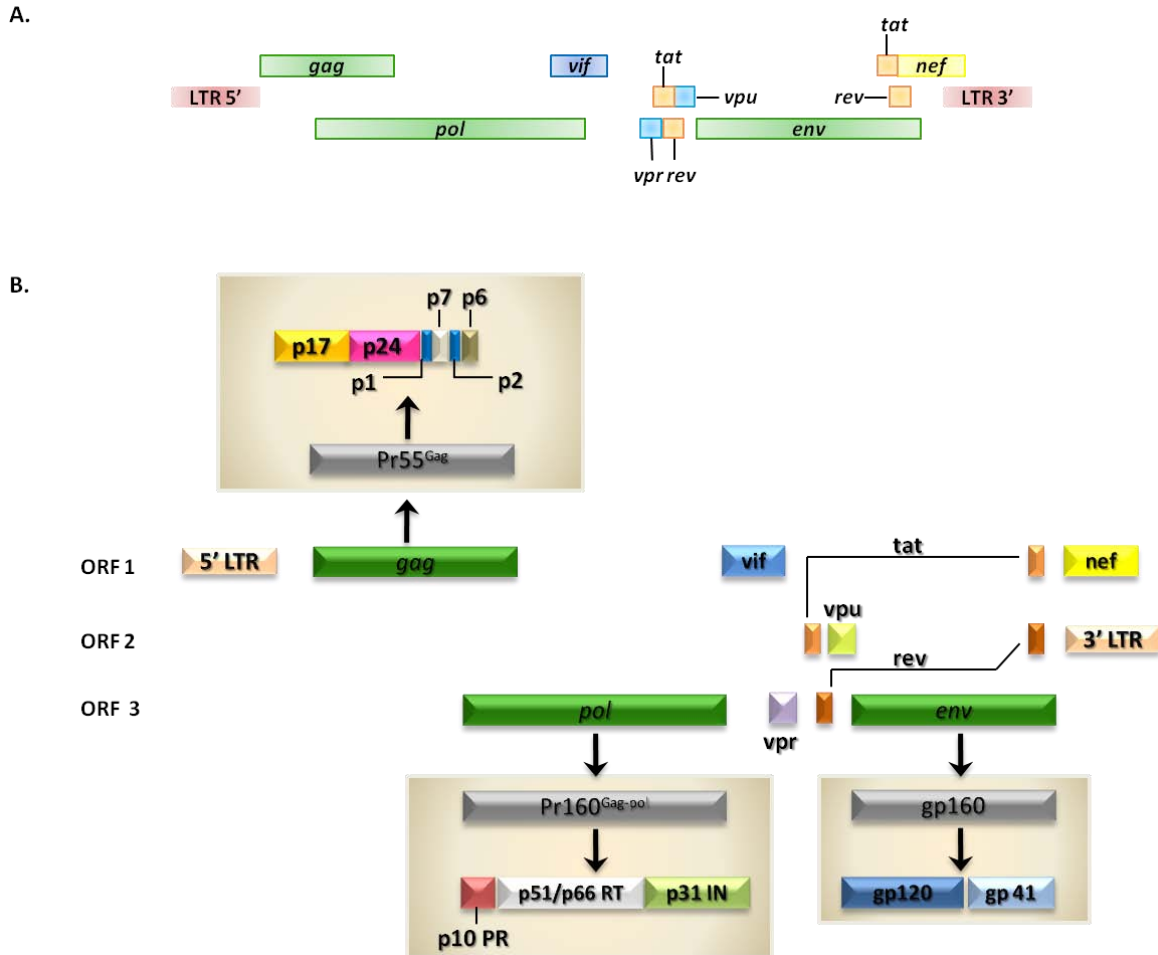 A.
tat
gag
vif
nef
tat
LTR 5’
vpu
rev
LTR 3’
pol
env
vpr rev
B.
p7 p6
p17 p24
p1 p2
Pr55Gag
ORF 1
5’ LTR
gag
vif
tat
nef
ORF 2
vpu
3’ LTR
rev
ORF 3
pol
vpr
env
Pr160Gag-pol
gp160
p51/p66 RT
p31 IN
gp120
gp 41
p10 PR